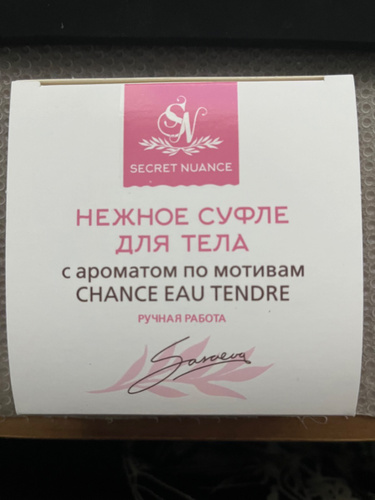 SN
SECRET NUANCE
НЕЖНОЕ СУФЛЕ
ДЛЯ ТЕЛА
с ароматом по мотивам
CHANCE EAU TENDRE
РУЧНАЯ РАБОТА